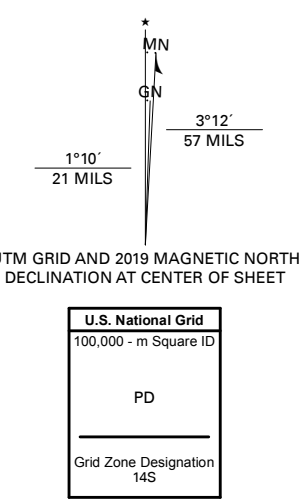 ★
MN
GN
3°12´
57 MILS
1°10´
21 MILS
UTM GRID AND 2019 MAGNETIC NORTH
DECLINATION AT CENTER OF SHEET
U.S. National Grid
100,000 - m Square ID
PD
Grid Zone Designation
14S